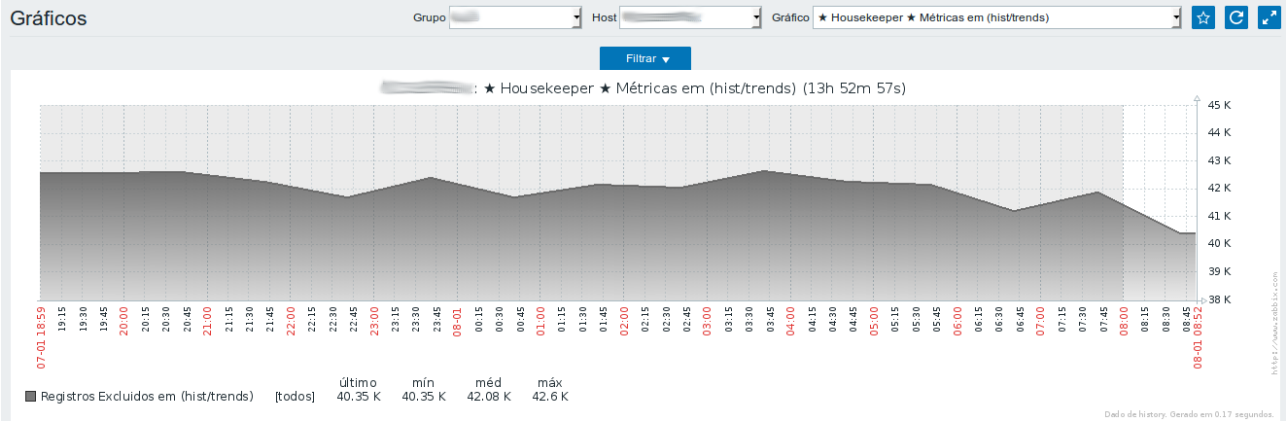 Gráficos
Grupo Host Gráfico ★ Housekeeper ★ Métricas em (hist/trends)
Filtrar ▼
: ★ Housekeeper ★ Métricas em (hist/trends) (13h 52m 57s)
45 K
44 K
43 K
42 K
41 K
40 K
39 K
38 K
07-01 18:59 19:15 19:30 19:45 20:00 20:15 20:30 20:45 21:00 21:15 21:30 21:45 22:00 22:15 22:30 22:45 23:00 23:15 23:30 23:45 08-01 00:15 00:30 00:45 01:00 01:15 01:30 01:45 02:00 02:15 02:30 02:45 03:00 03:15 03:30 03:45 04:00 04:15 04:30 04:45 05:00 05:15 05:30 05:45 06:00 06:15 06:30 06:45 07:00 07:15 07:30 07:45 08:00 08:15 08:30 08:45 08-01 08:52
http://www.zabbix.com
último mín méd máx
Registros Excluidos em (hist/trends) [todos] 40.35 K 40.35 K 42.08 K 42.6 K
Dado de history. Gerado em 0.17 segundos.